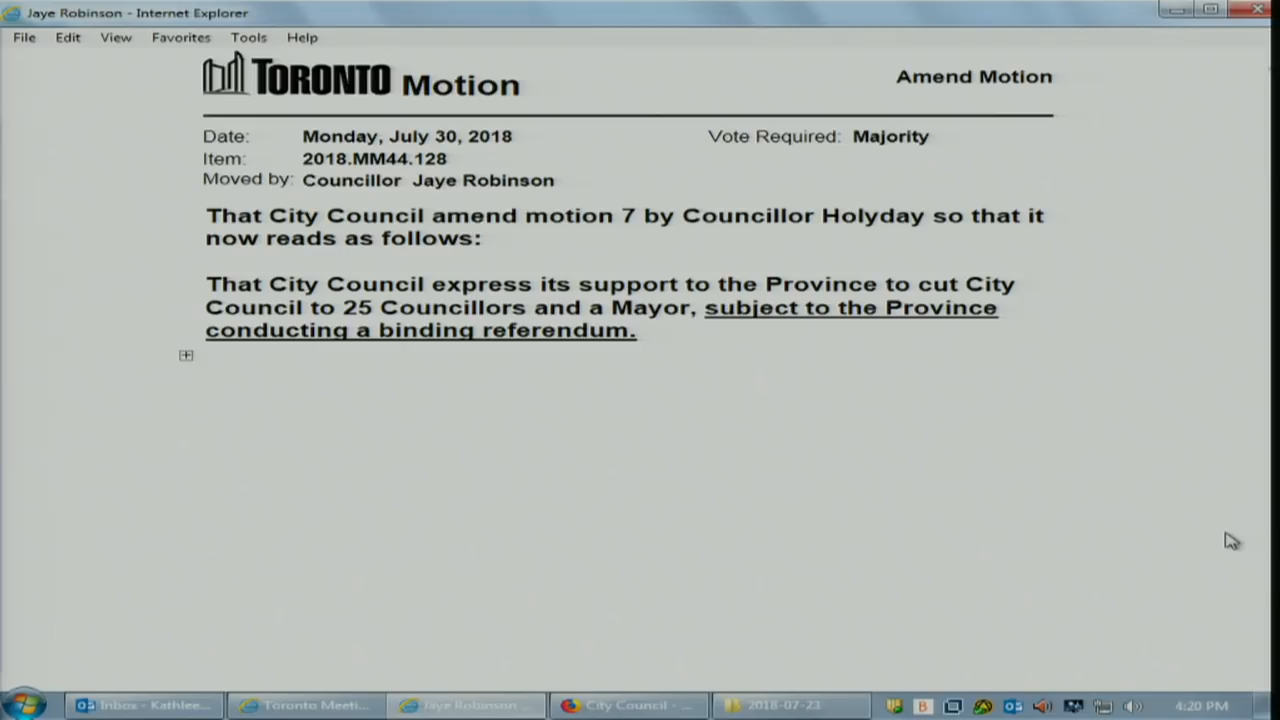 Jaye Robinson - Internet Explorer
File Edit View Favorites Tools Help
TORONTO Motion
Amend Motion
Date: Monday, July 30, 2018
Vote Required: Majority
Item: 2018.MM44.128
Moved by: Councillor Jaye Robinson
That City Council amend motion 7 by Councillor Holyday so that it
now reads as follows:
That City Council express its support to the Province to cut City
Council to 25 Councillors and a Mayor, subject to the Province
conducting a binding referendum.
Inbox - Kathlee... Toronto Meeti... Jaye Robinson ... City Council - ... 2018-07-23 B 4:20 PM